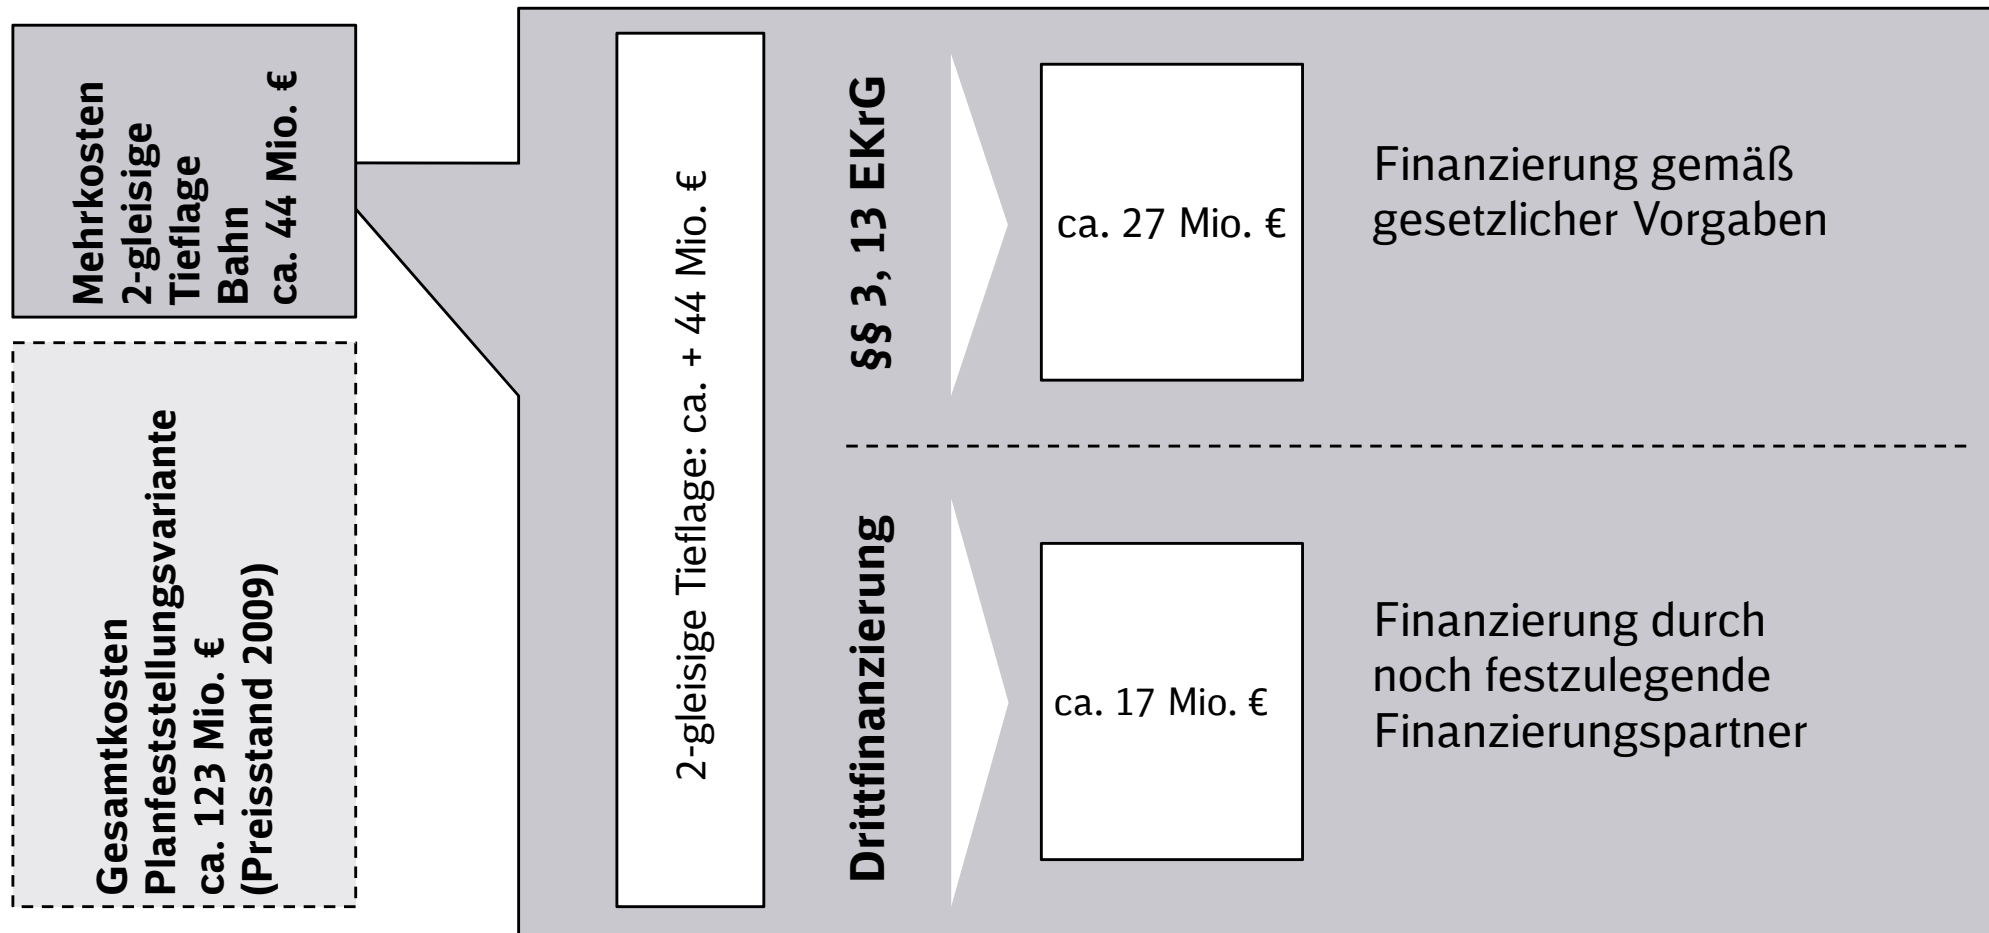 Mehrkosten
2-gleisige
Tieflage
Bahn
ca. 44 Mio. €
Gesamtkosten
Planfeststellungsvariante
ca. 123 Mio. €
(Preisstand 2009)
2-gleisige Tieflage: ca. + 44 Mio. €
§§ 3, 13 EKrG
ca. 27 Mio. €
Finanzierung gemäß
gesetzlicher Vorgaben
Drittfinanzierung
ca. 17 Mio. €
Finanzierung durch
noch festzulegende
Finanzierungspartner